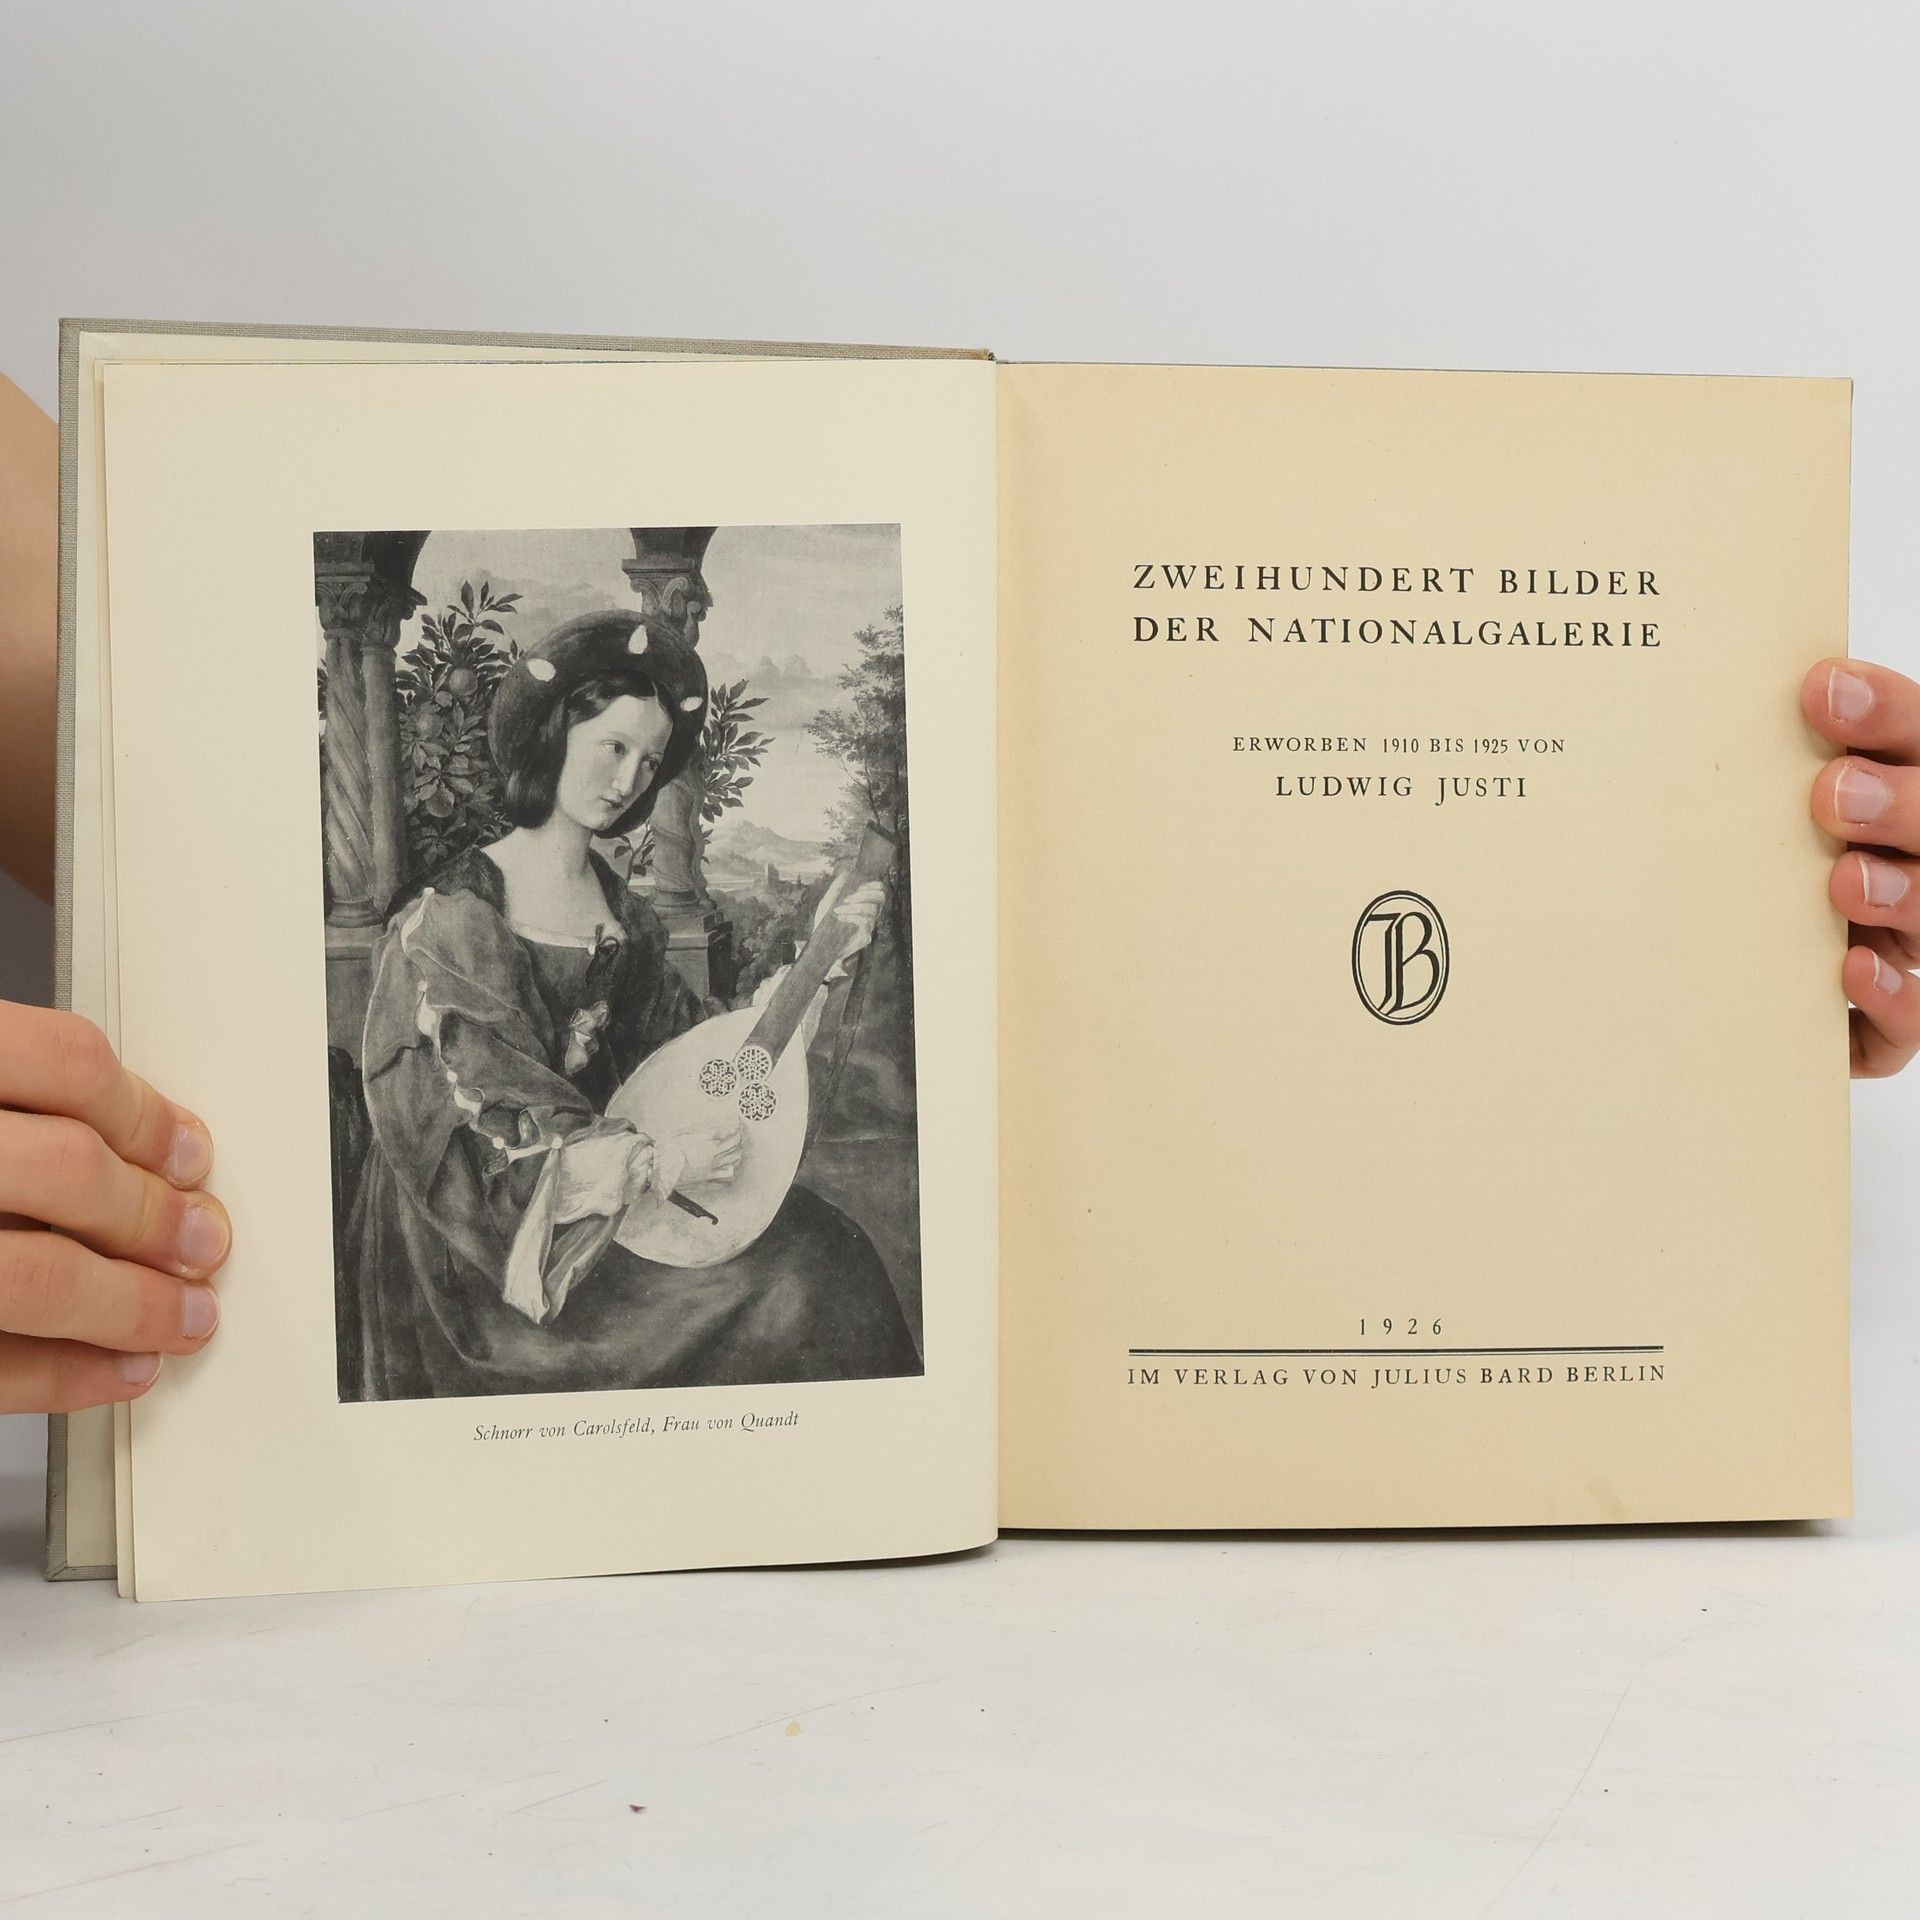 Schnorr von Carolsfeld, Frau von Quandt
ZWEIHUNDERT BILDER
DER NATIONALGALERIE
ERWORBEN 1910 BIS 1925 VON
LUDWIG JUSTI
JB
1926
IM VERLAG VON JULIUS BARD BERLIN